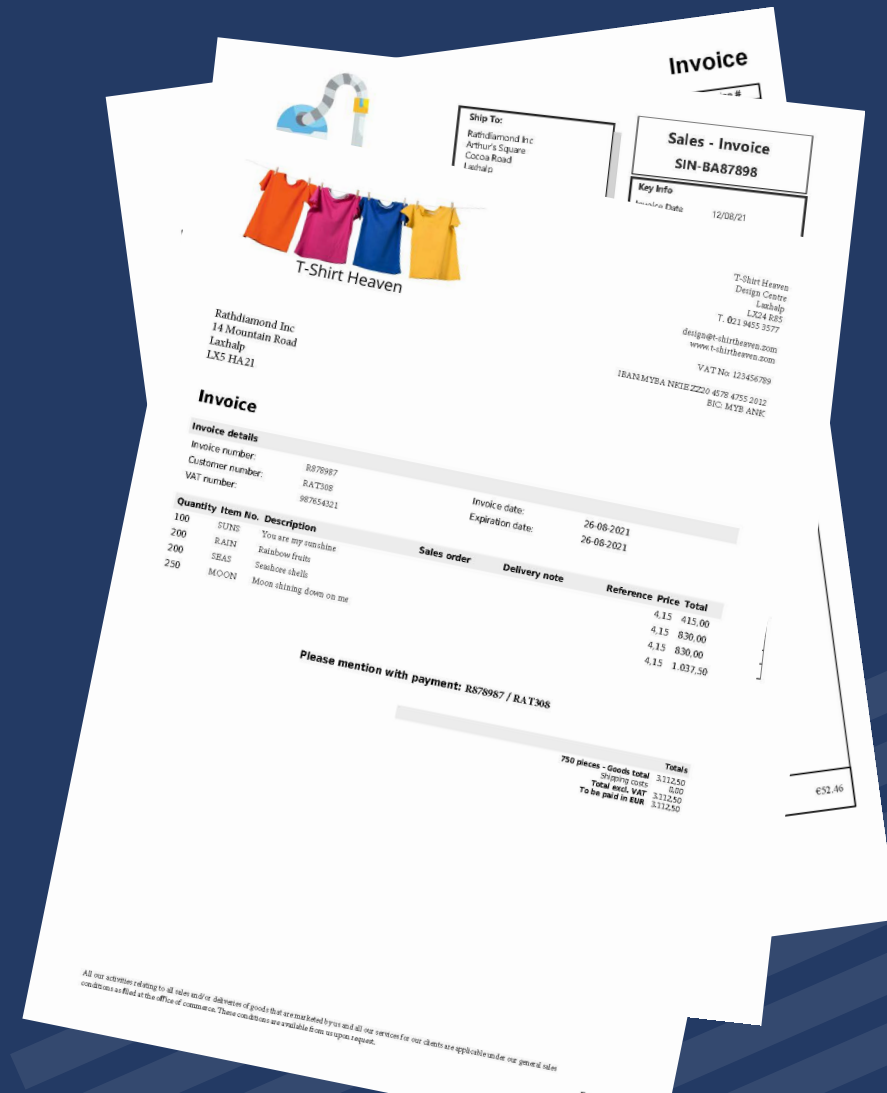 Invoice
Ship To:
Rathdiamond Inc
Arthur's Square
Cocoa Road
Laxhalp
Sales - Invoice
SIN-BA87898
Key Info
Invoice Date 12/08/21
T-Shirt Heaven
T-Shirt Heaven
Design Centre
Laxhalp
LX24 R85
T. 021 9455 3577
design@t-shirtheaven.zom
www.t-shirtheaven.zom
VAT No: 123456789
IBAN:MYBA NKIE ZZ20 4578 4755 2012
BIC: MYB ANK
Rathdiamond Inc
14 Mountain Road
Laxhalp
LX5 HA21
Invoice
Invoice details
Invoice number: R878987
Customer number: RAT308
VAT number: 987654321
Invoice date: 26-08-2021
Expiration date: 26-08-2021
Quantity Item No. Description Sales order Delivery note Reference Price Total
100 SUNS You are my sunshine 4,15 415,00
200 RAIN Rainbow fruits 4,15 830,00
200 SEAS Seashore shells 4,15 830,00
250 MOON Moon shining down on me 4,15 1.037,50
Please mention with payment: R878987 / RAT308
Totals
750 pieces - Goods total 3.112,50
Shipping costs 0,00
Total excl. VAT 3.112,50
To be paid in EUR 3.112,50
€52.46
All our activities relating to all sales and/or deliveries of goods that are marketed by us and all our services for our clients are applicable under our general sales
conditions as filed at the office of commerce. These conditions are available from us upon request.